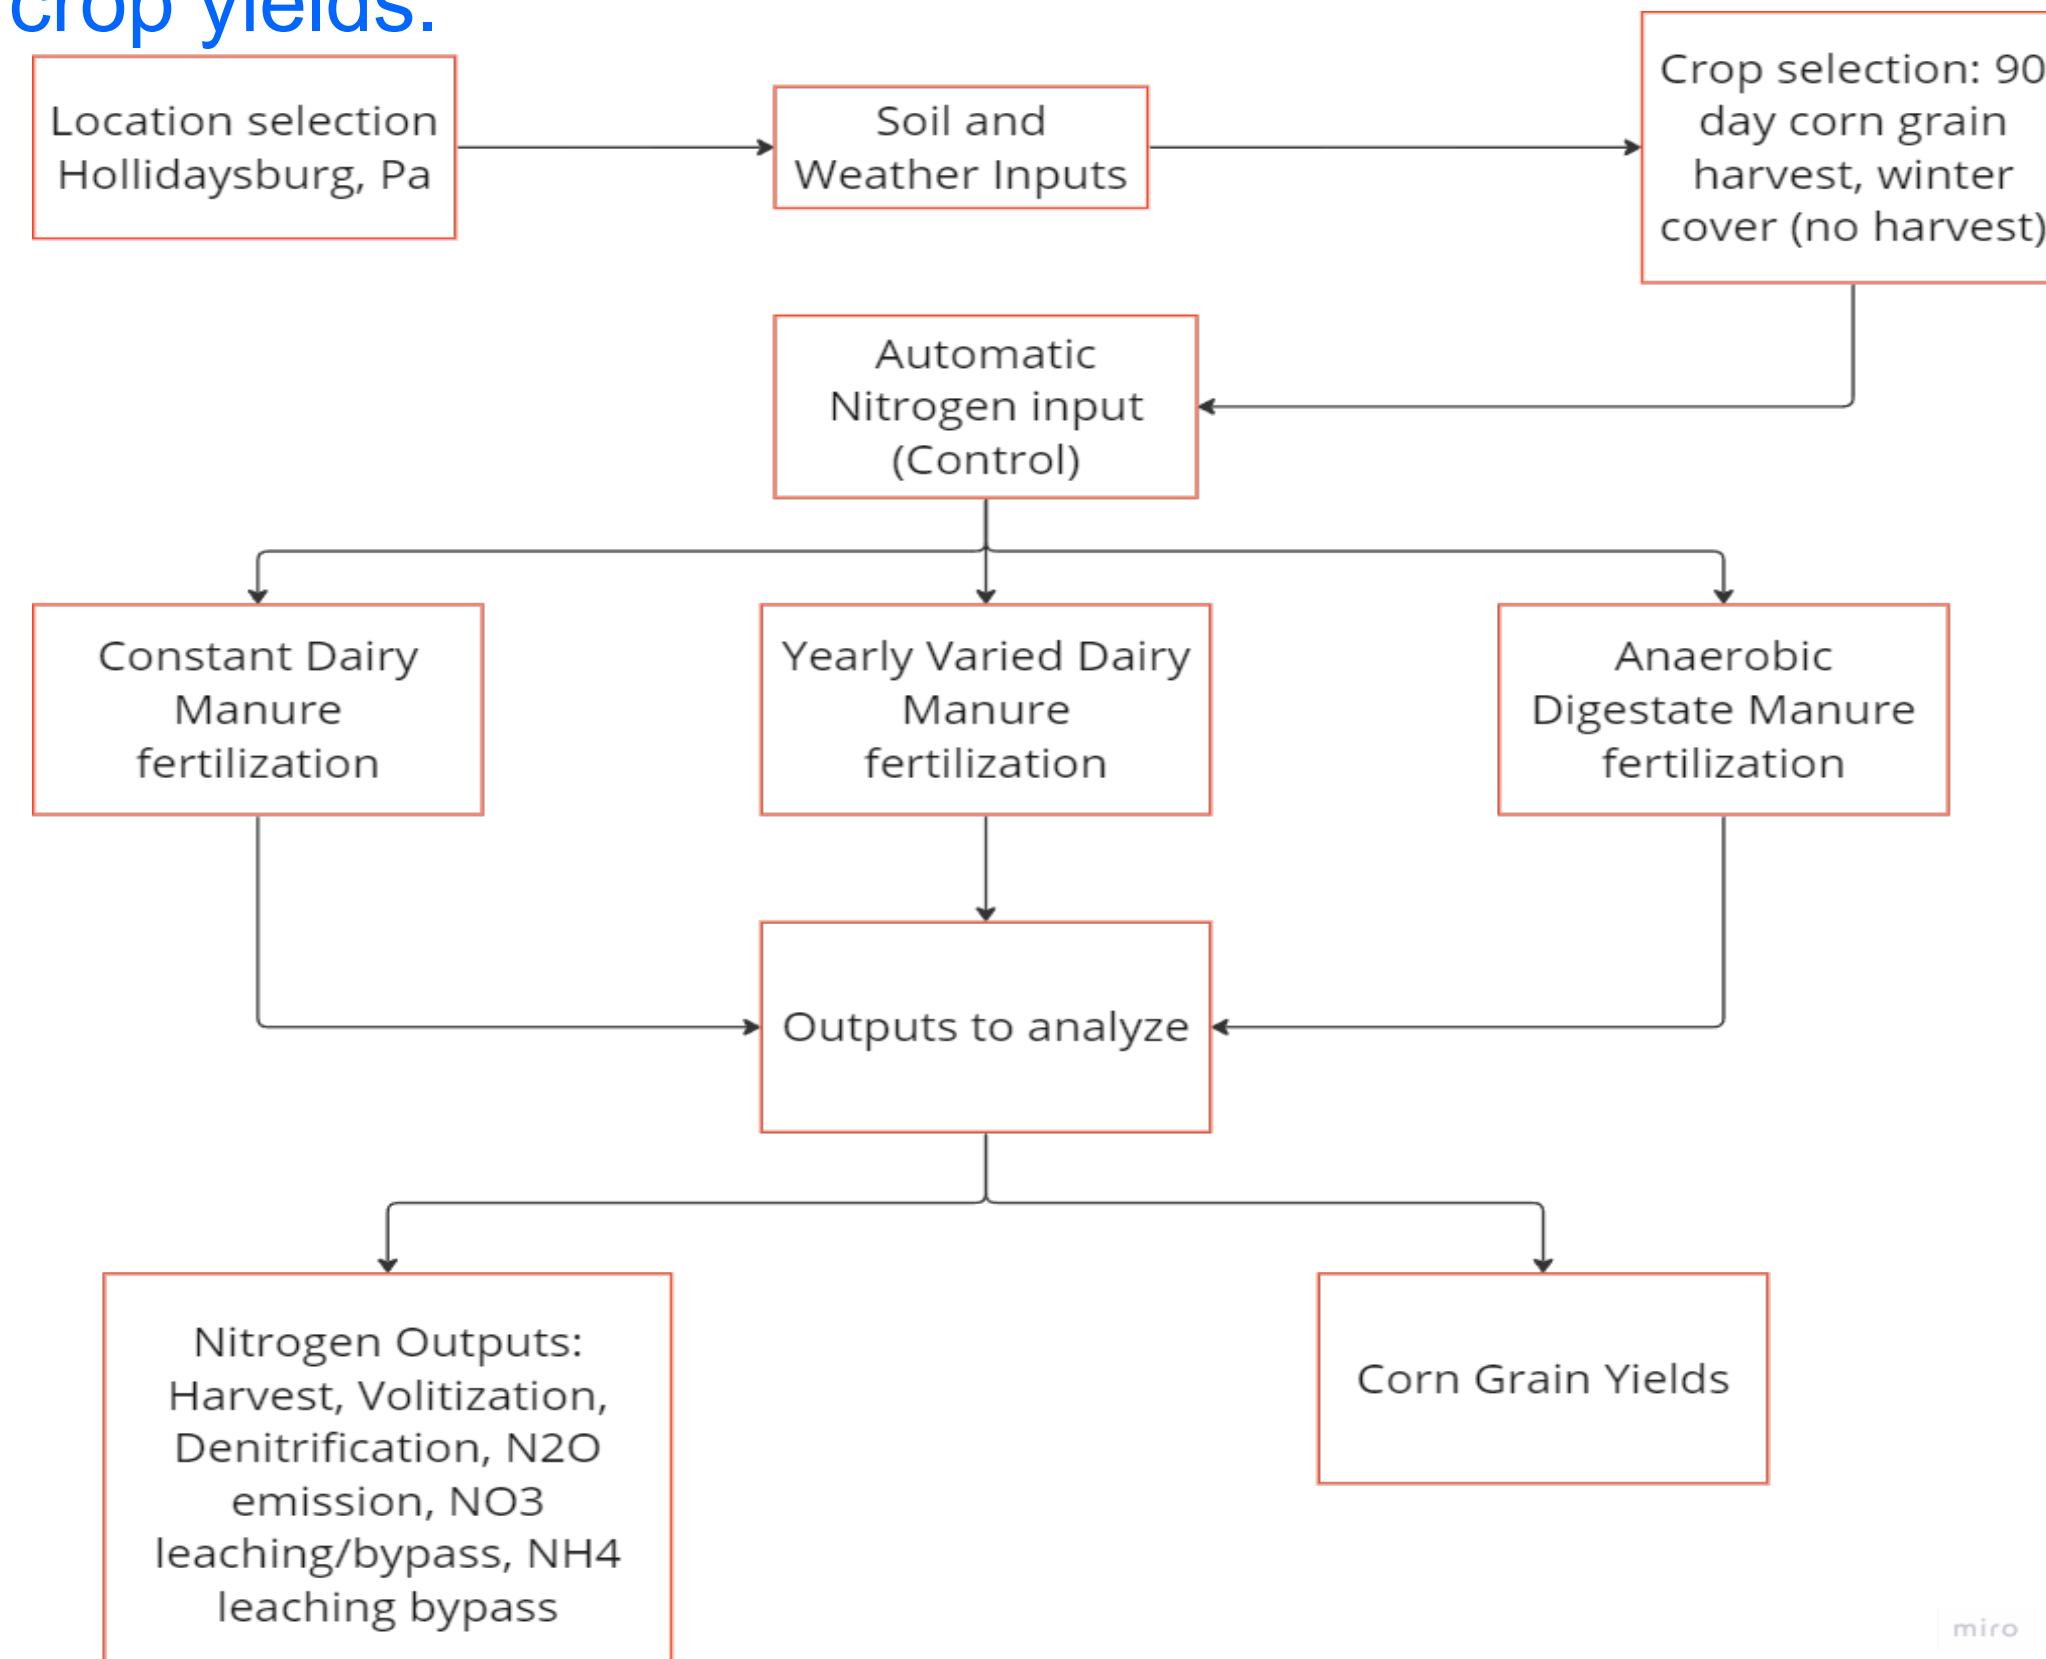 crop yields.
Location selection
Hollidaysburg, Pa
Soil and
Weather Inputs
Crop selection: 90
day corn grain
harvest, winter
cover (no harvest)
Automatic
Nitrogen input
(Control)
Constant Dairy
Manure
fertilization
Yearly Varied Dairy
Manure
fertilization
Anaerobic
Digestate Manure
fertilization
Outputs to analyze
Nitrogen Outputs:
Harvest, Volitization,
Denitrification, N2O
emission, NO3
leaching/bypass, NH4
leaching bypass
Corn Grain Yields
miro